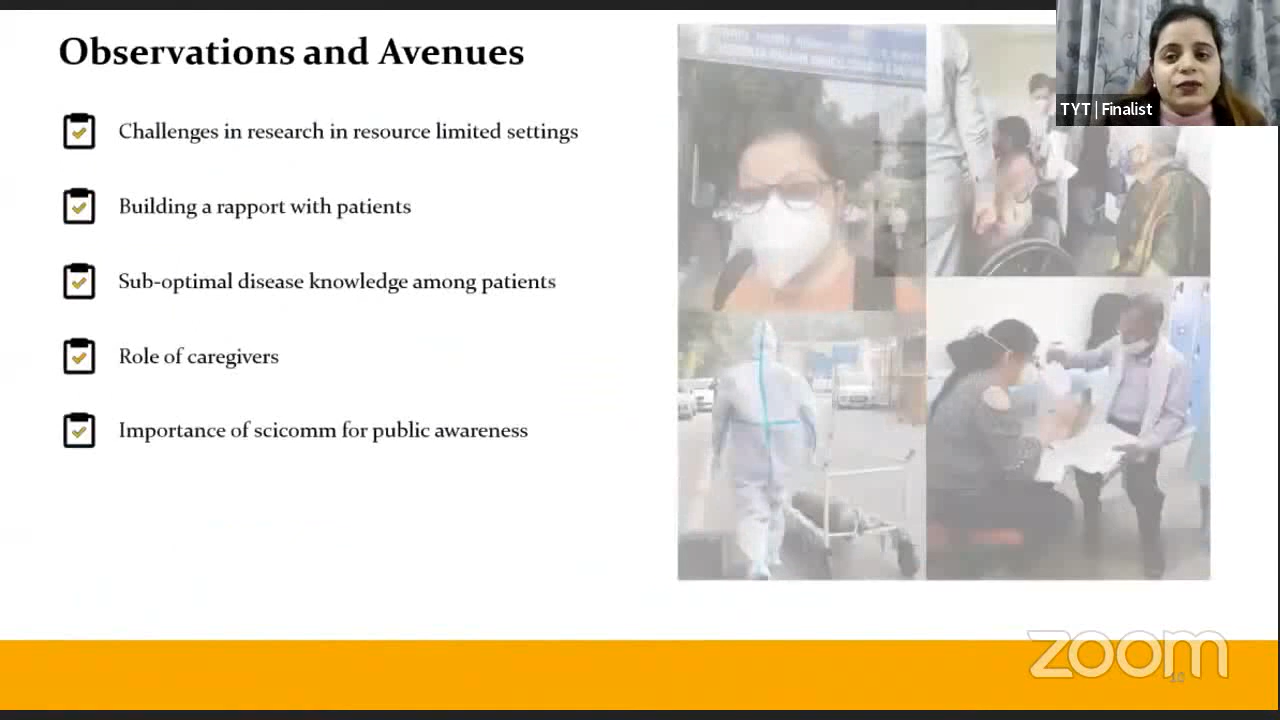 Observations and Avenues
TYT | Finalist
Challenges in research in resource limited settings
Building a rapport with patients
Sub-optimal disease knowledge among patients
Role of caregivers
Importance of scicomm for public awareness
zoom
10